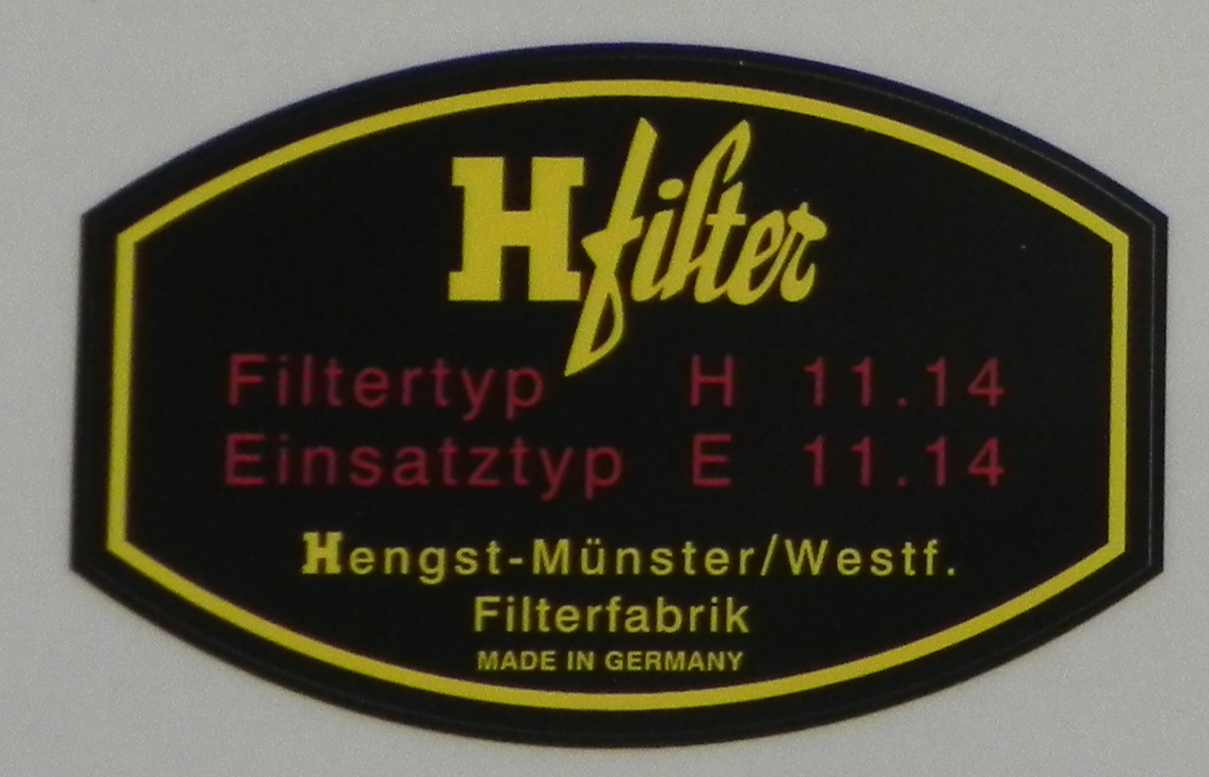 Hfilter
Filtertyp H 11.14
Einsatztyp E 11.14
Hengst-Münster/Westf.
Filterfabrik
MADE IN GERMANY